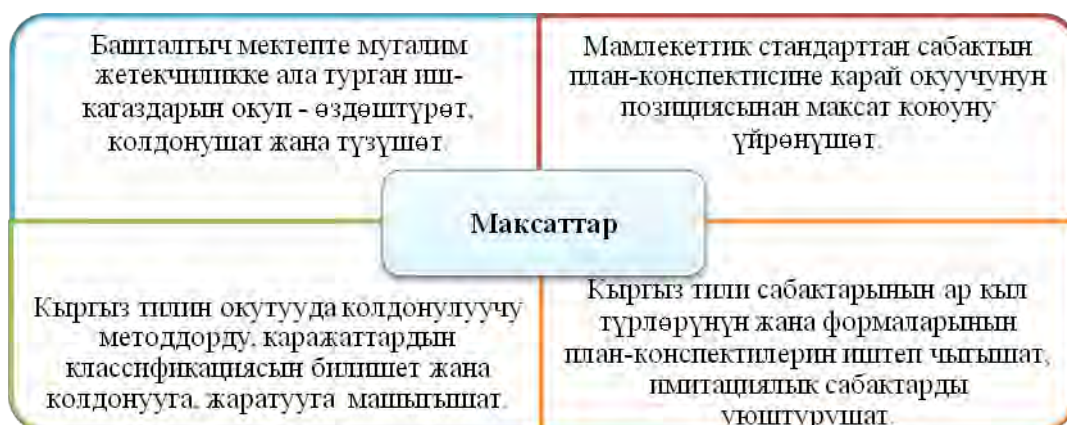 Башталгыч мектепте мугалим
жетекчиликке ала турган иш-
кагаздарын окуп - өздөштүрөт,
колдонушат жана түзүшөт.
Мамлекеттик стандарттан сабактын
план-конспектисине карай окуучунун
позициясынан максат коюуну
үйрөнүшөт.
Максаттар
Кыргыз тилин окутууда колдонулуучу
методдорду, каражаттардын
классификациясын билишет жана
колдонууга, жаратууга машыгышат.
Кыргыз тили сабактарынын ар кыл
түрлөрүнүн жана формаларынын
план-конспектилерин иштеп чыгышат,
имитациялык сабактарды
уюштурушат.